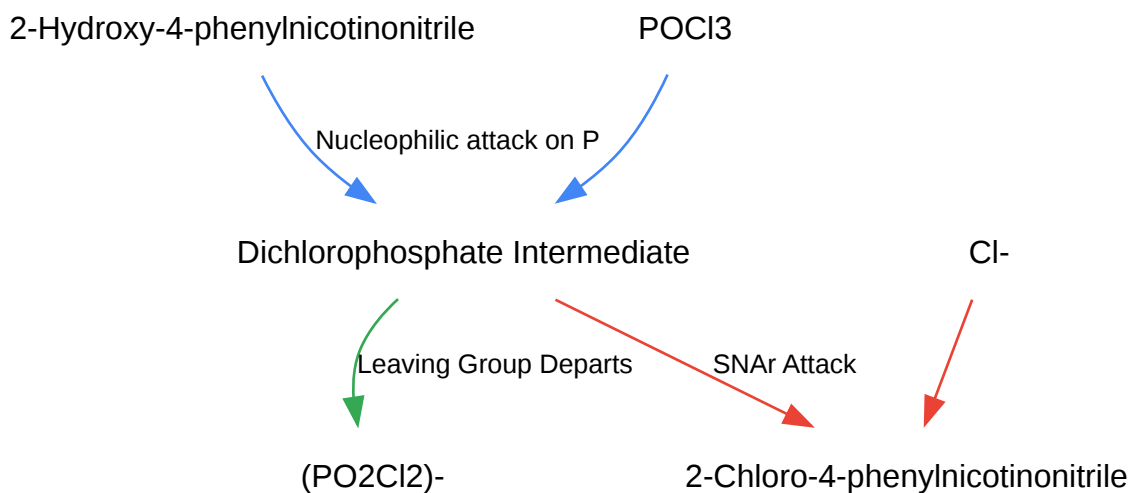 2-Hydroxy-4-phenylnicotinonitrile
POCl3
Nucleophilic attack on P
Dichlorophosphate Intermediate
Cl-
Leaving Group Departs
SNAr Attack
(PO2Cl2)-
2-Chloro-4-phenylnicotinonitrile